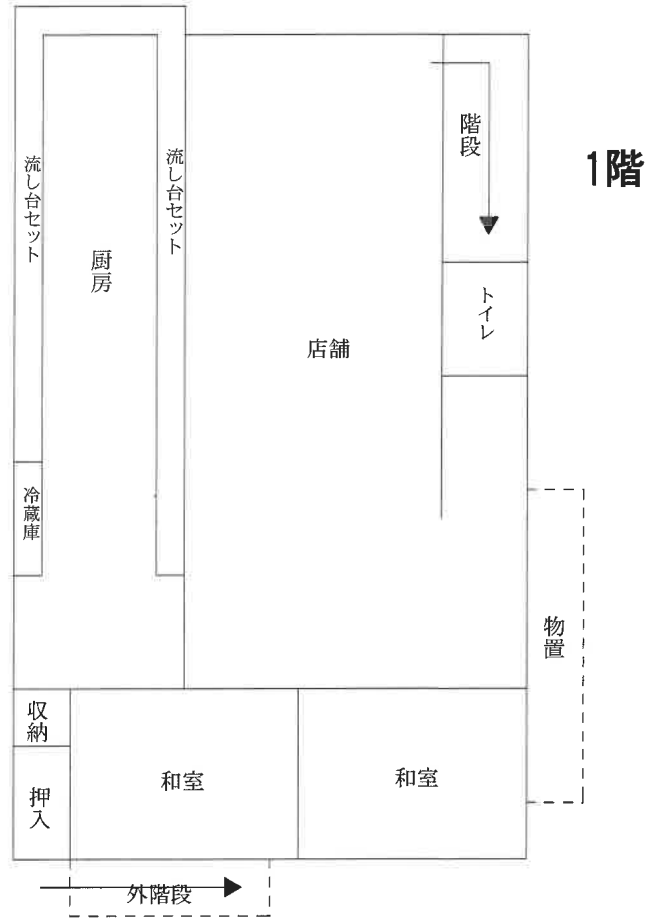 1階
階段
流し台セット
流し台セット
厨房
トイレ
店舗
冷蔵庫
物置
収納
和室
和室
押入
外階段